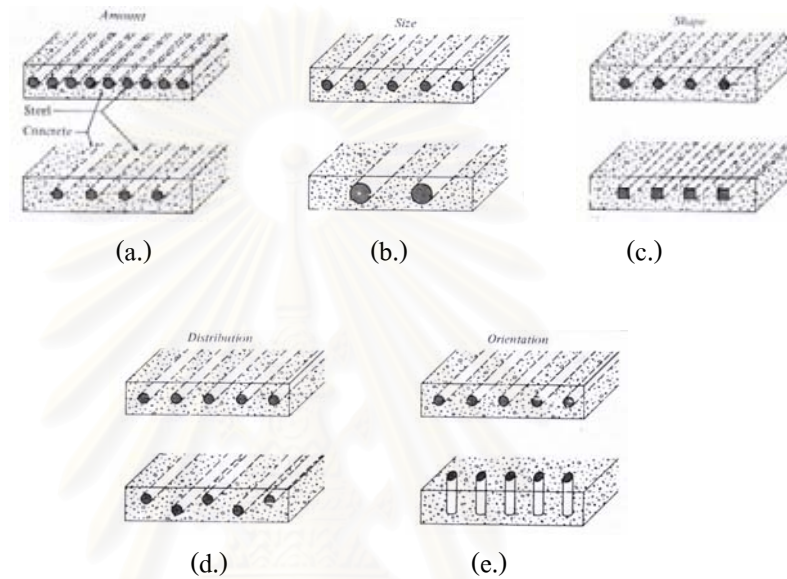 Amount
Size
Shape
Steel
Concrete
(a.)
(b.)
(c.)
Distribution
Orientation
(d.)
(e.)